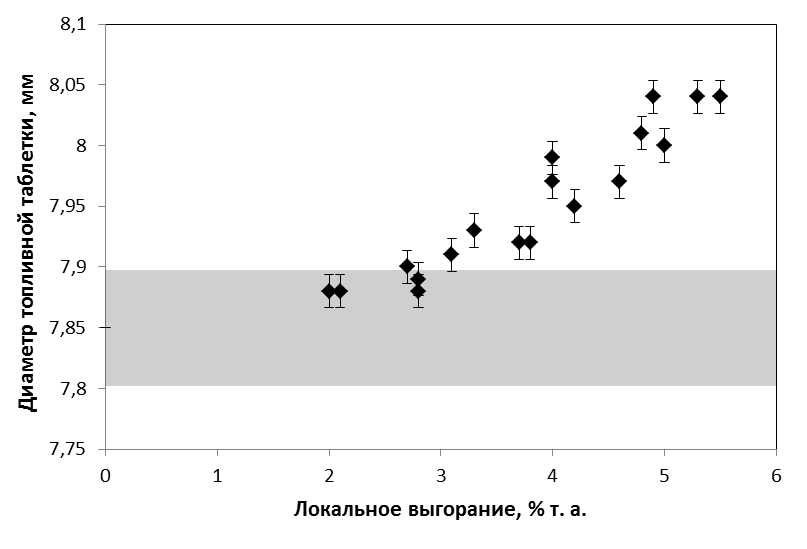 Диаметр топливной таблетки, мм
8,1
8,05
8
7,95
7,9
7,85
7,8
7,75
0 1 2 3 4 5 6
Локальное выгорание, % т. а.